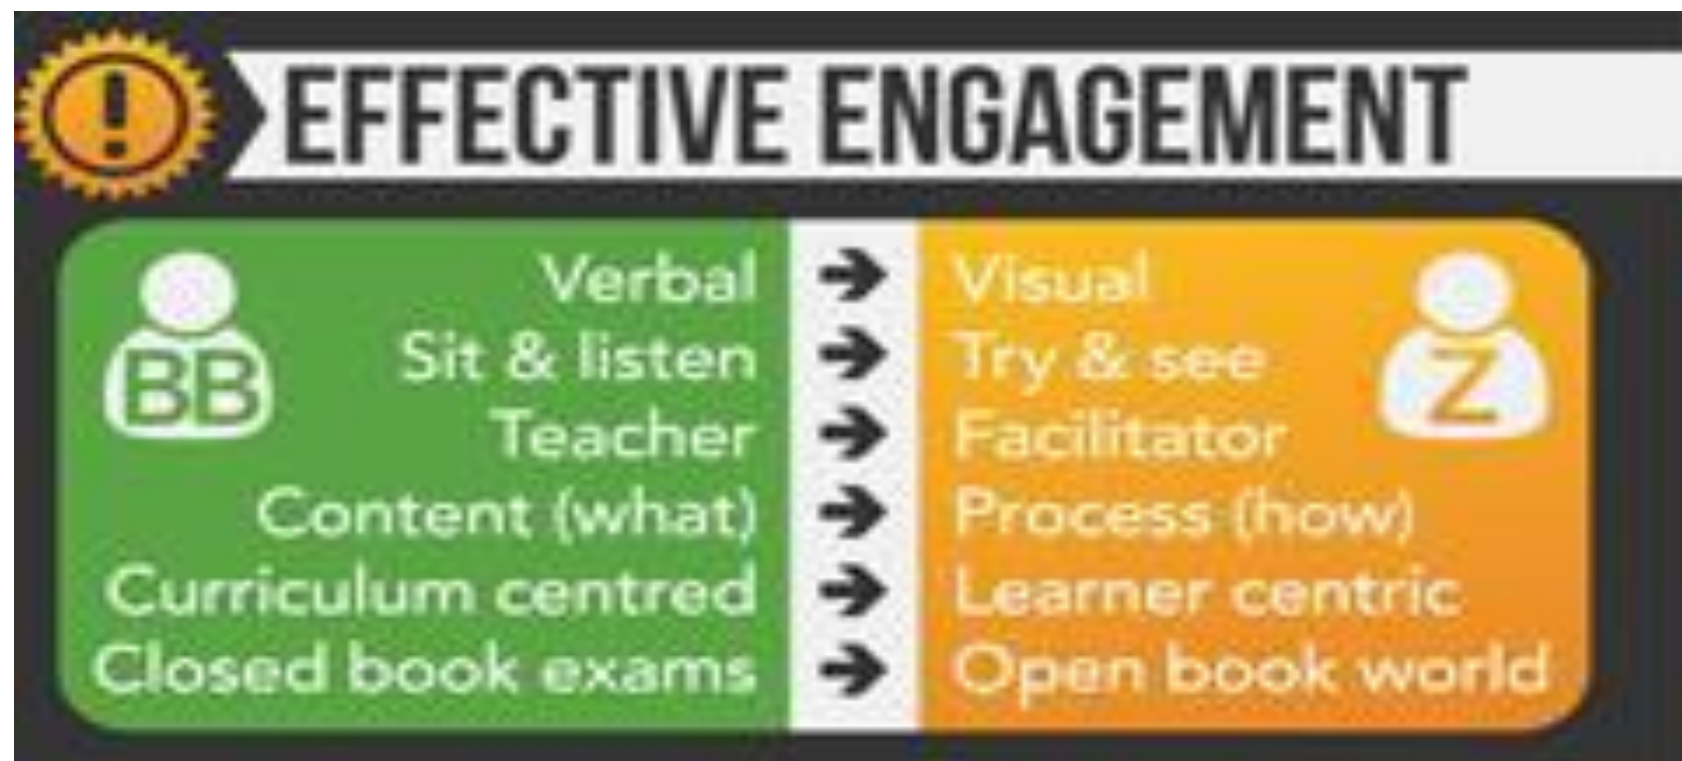 ! EFFECTIVE ENGAGEMENT
BB
Z
Verbal → Visual
Sit & listen → Try & see
Teacher → Facilitator
Content (what) → Process (how)
Curriculum centred → Learner centric
Closed book exams → Open book world